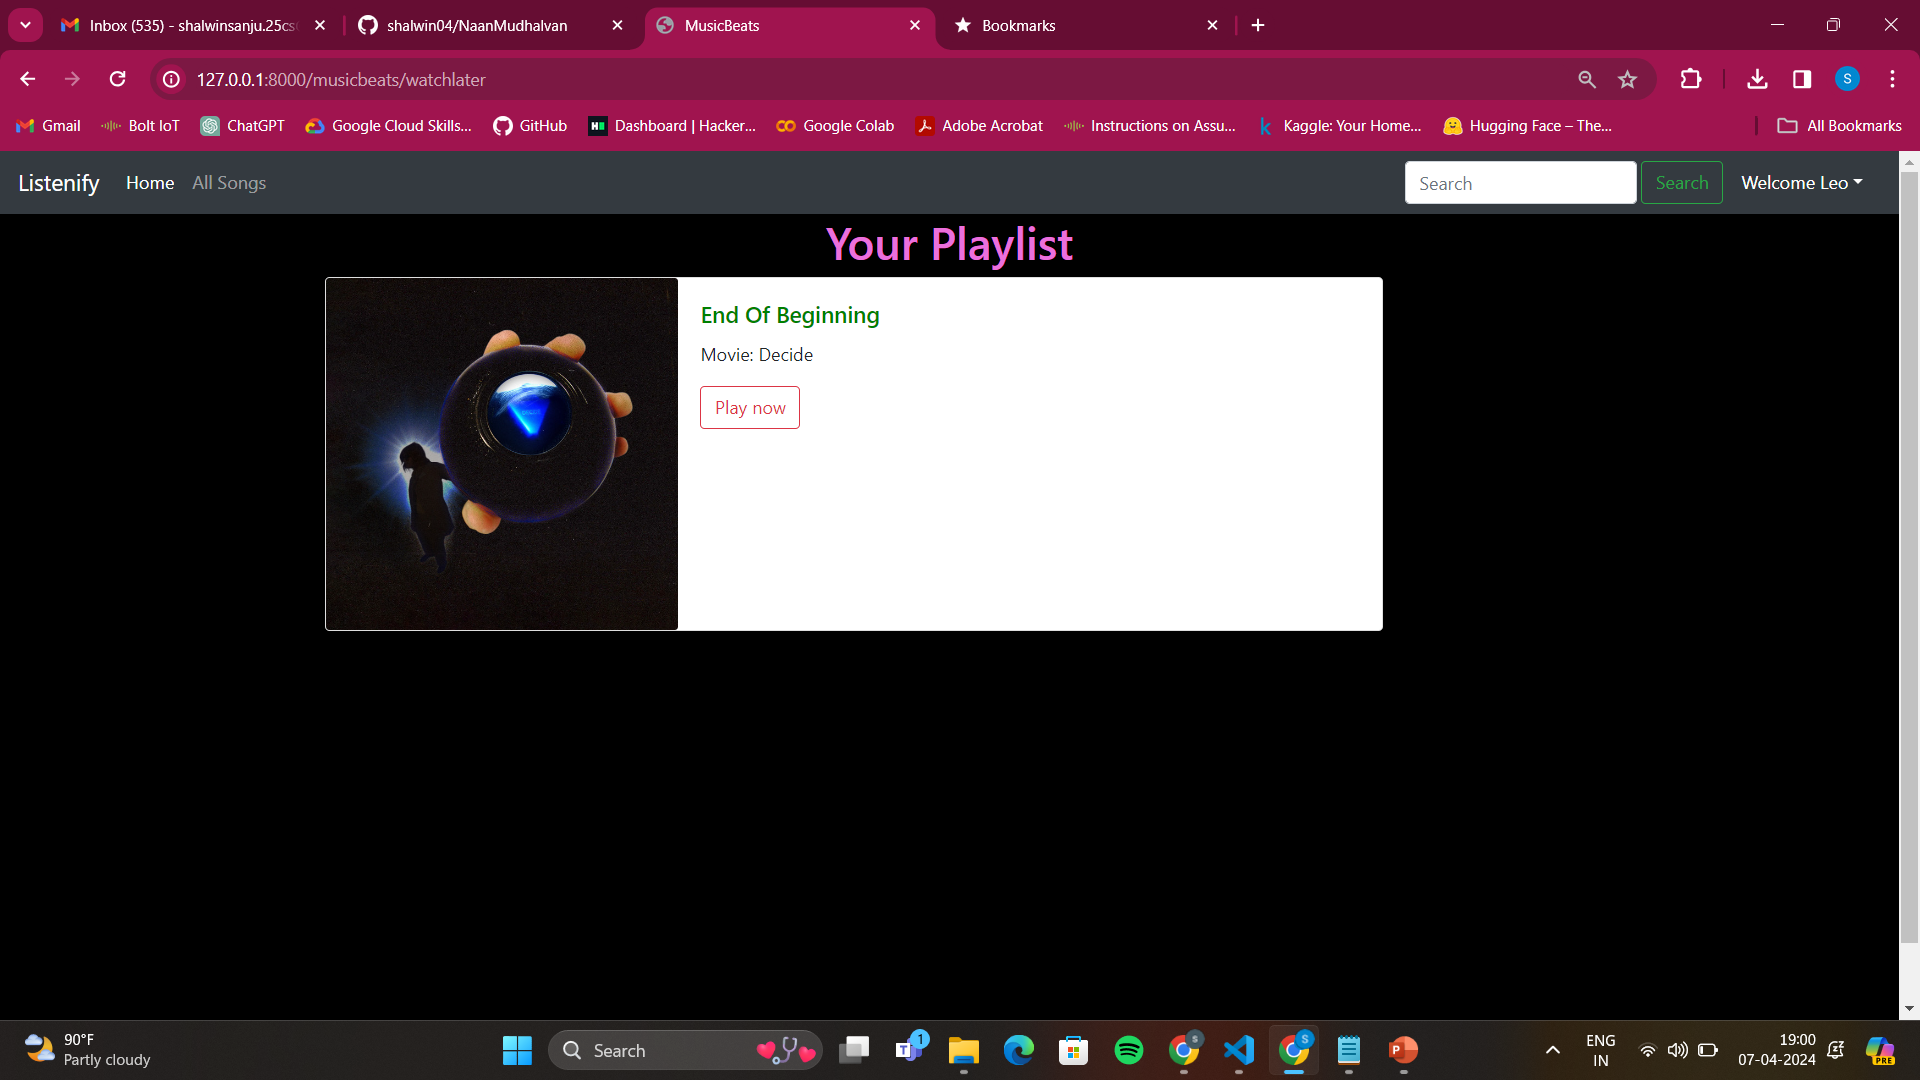 Inbox (535) - shalwinsanju.25cs
shalwin04/NaanMudhalvan
MusicBeats
Bookmarks
127.0.0.1:8000/musicbeats/watchlater
S
Gmail
Bolt IoT
ChatGPT
Google Cloud Skills...
GitHub
Dashboard | Hacker...
Google Colab
Adobe Acrobat
Instructions on Assu...
Kaggle: Your Home...
Hugging Face – The...
All Bookmarks
Listenify
Home
All Songs
Search
Search
Welcome Leo
Your Playlist
End Of Beginning
Movie: Decide
Play now
90°F
Partly cloudy
Search
1
ENG
IN
19:00
07-04-2024
PRE